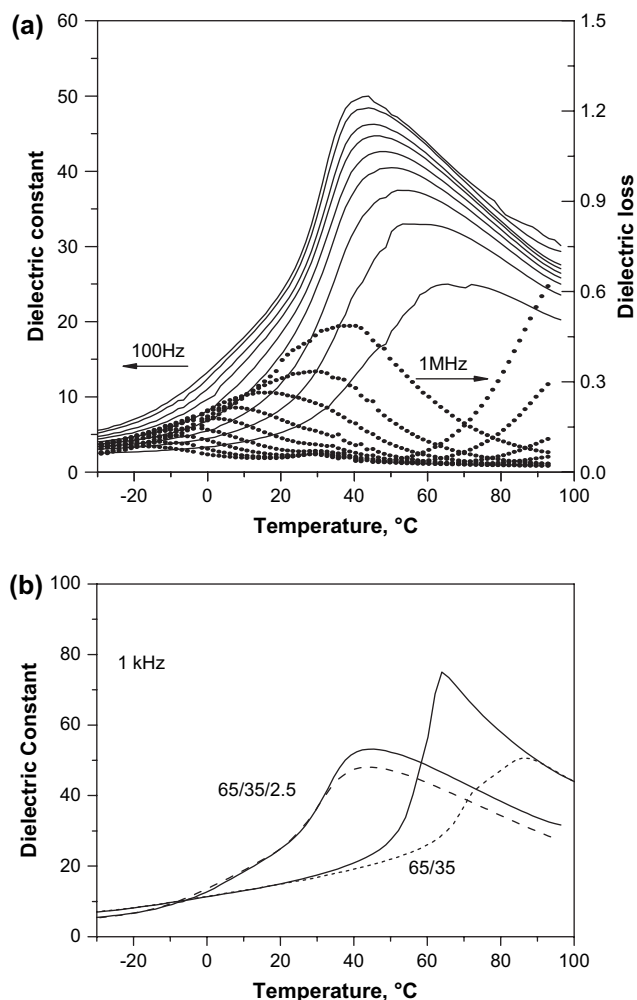 (a)
60
50
40
30
20
10
0
Dielectric constant
1.5
1.2
0.9
0.6
0.3
0.0
Dielectric loss
100Hz
1MHz
-20 0 20 40 60 80 100
Temperature, °C
(b)
100
80
60
40
20
0
Dielectric Constant
1 kHz
65/35/2.5
65/35
-20 0 20 40 60 80 100
Temperature, °C